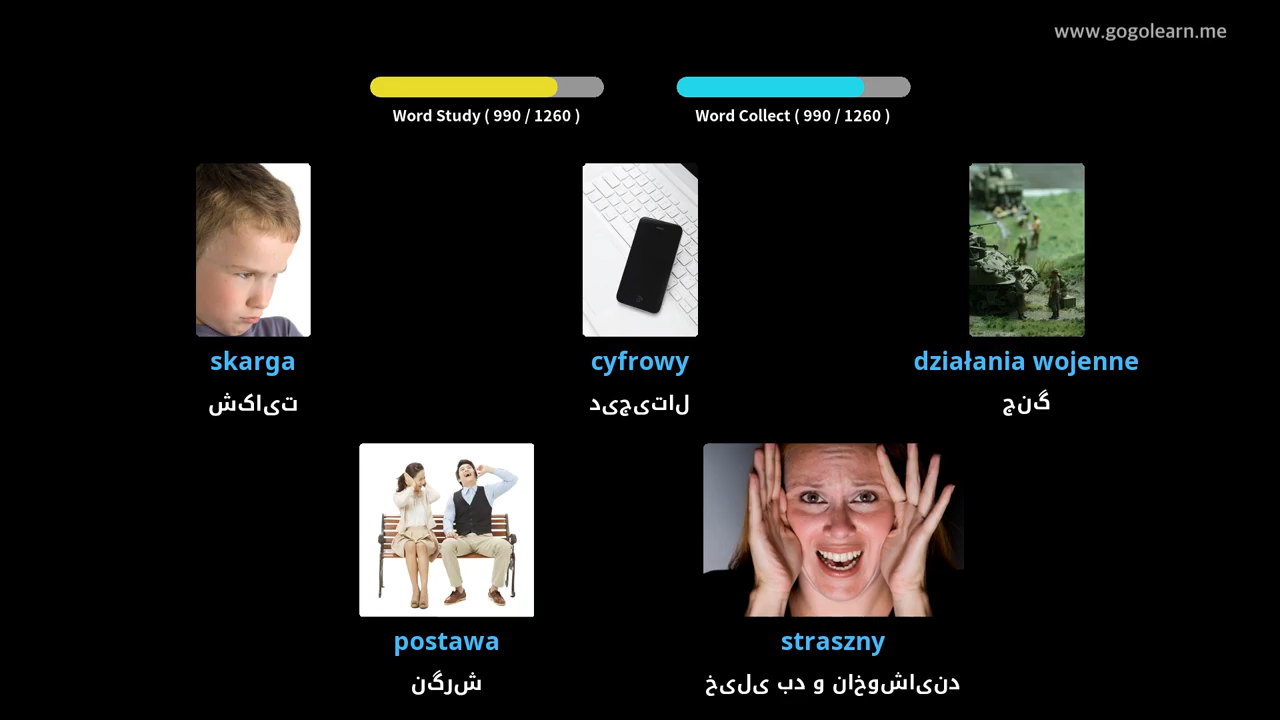 www.gogolearn.me
Word Study ( 990 / 1260 )
Word Collect ( 990 / 1260 )
skarga
cyfrowy
działania wojenne
تیاکش
لاتیجید
گنج
postawa
straszny
شرگن
دنیاشوخان و دب یلیخ